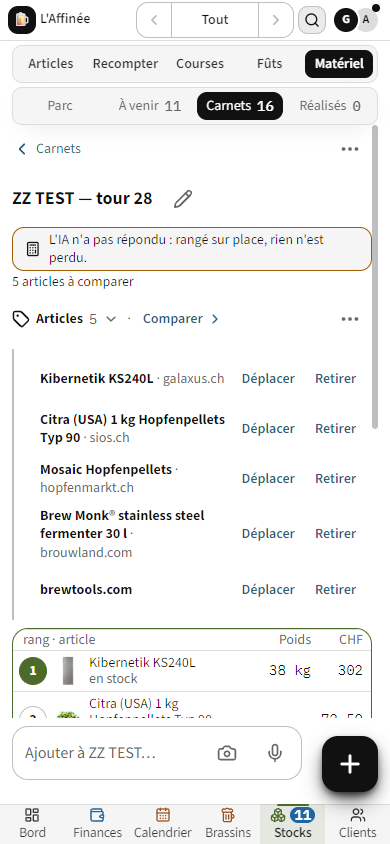 L'Affinée
Tout
G
A
Articles
Recompter
Courses
Fûts
Matériel
Parc
À venir 11
Carnets 16
Réalisés 0
Carnets
ZZ TEST — tour 28
L'IA n'a pas répondu : rangé sur place, rien n'est
perdu.
5 articles à comparer
Articles 5 · Comparer
Kibernetik KS240L · galaxus.ch Déplacer Retirer
Citra (USA) 1 kg Hopfenpellets
Typ 90 · sios.ch Déplacer Retirer
Mosaic Hopfenpellets ·
hopfenmarkt.ch Déplacer Retirer
Brew Monk® stainless steel
fermenter 30 l ·
brouwland.com Déplacer Retirer
brewtools.com Déplacer Retirer
rang · article Poids CHF
1 Kibernetik KS240L
en stock 38 kg 302
Citra (USA) 1 kg
Ajouter à ZZ TEST…
Bord
Finances
Calendrier
Brassins
11
Stocks
Clients